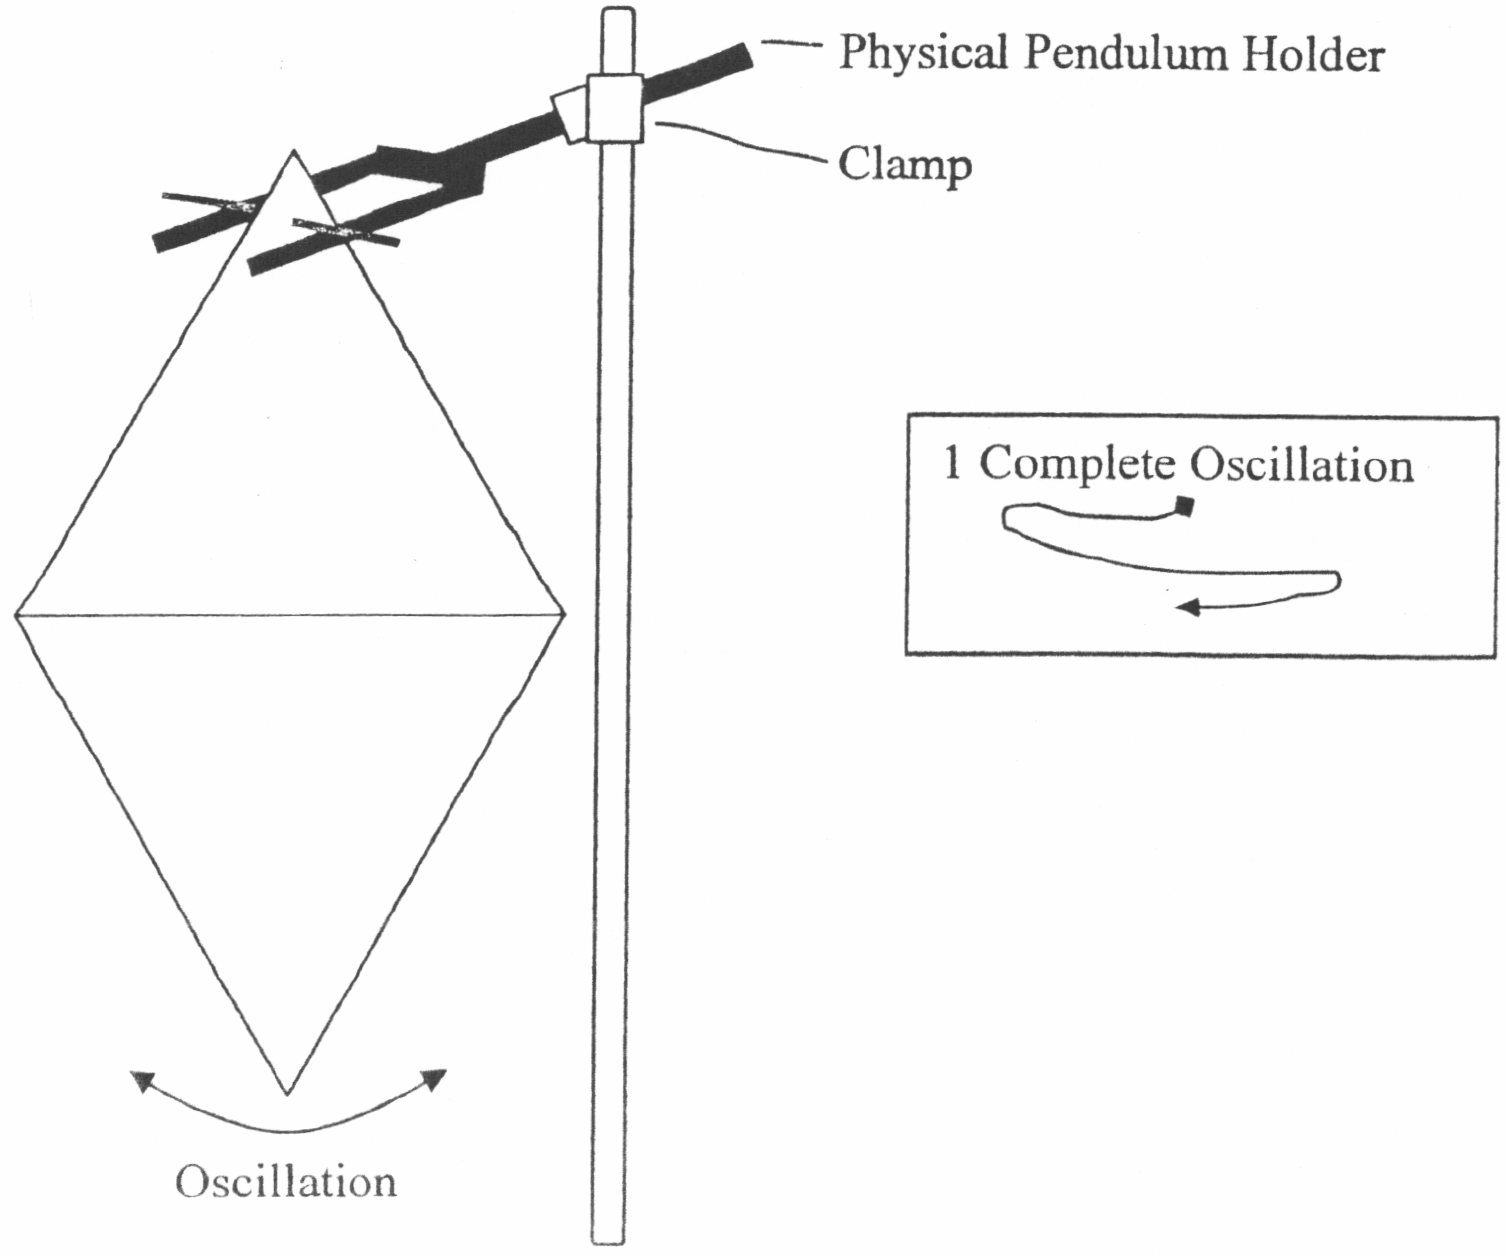 Physical Pendulum Holder
Clamp
1 Complete Oscillation
Oscillation